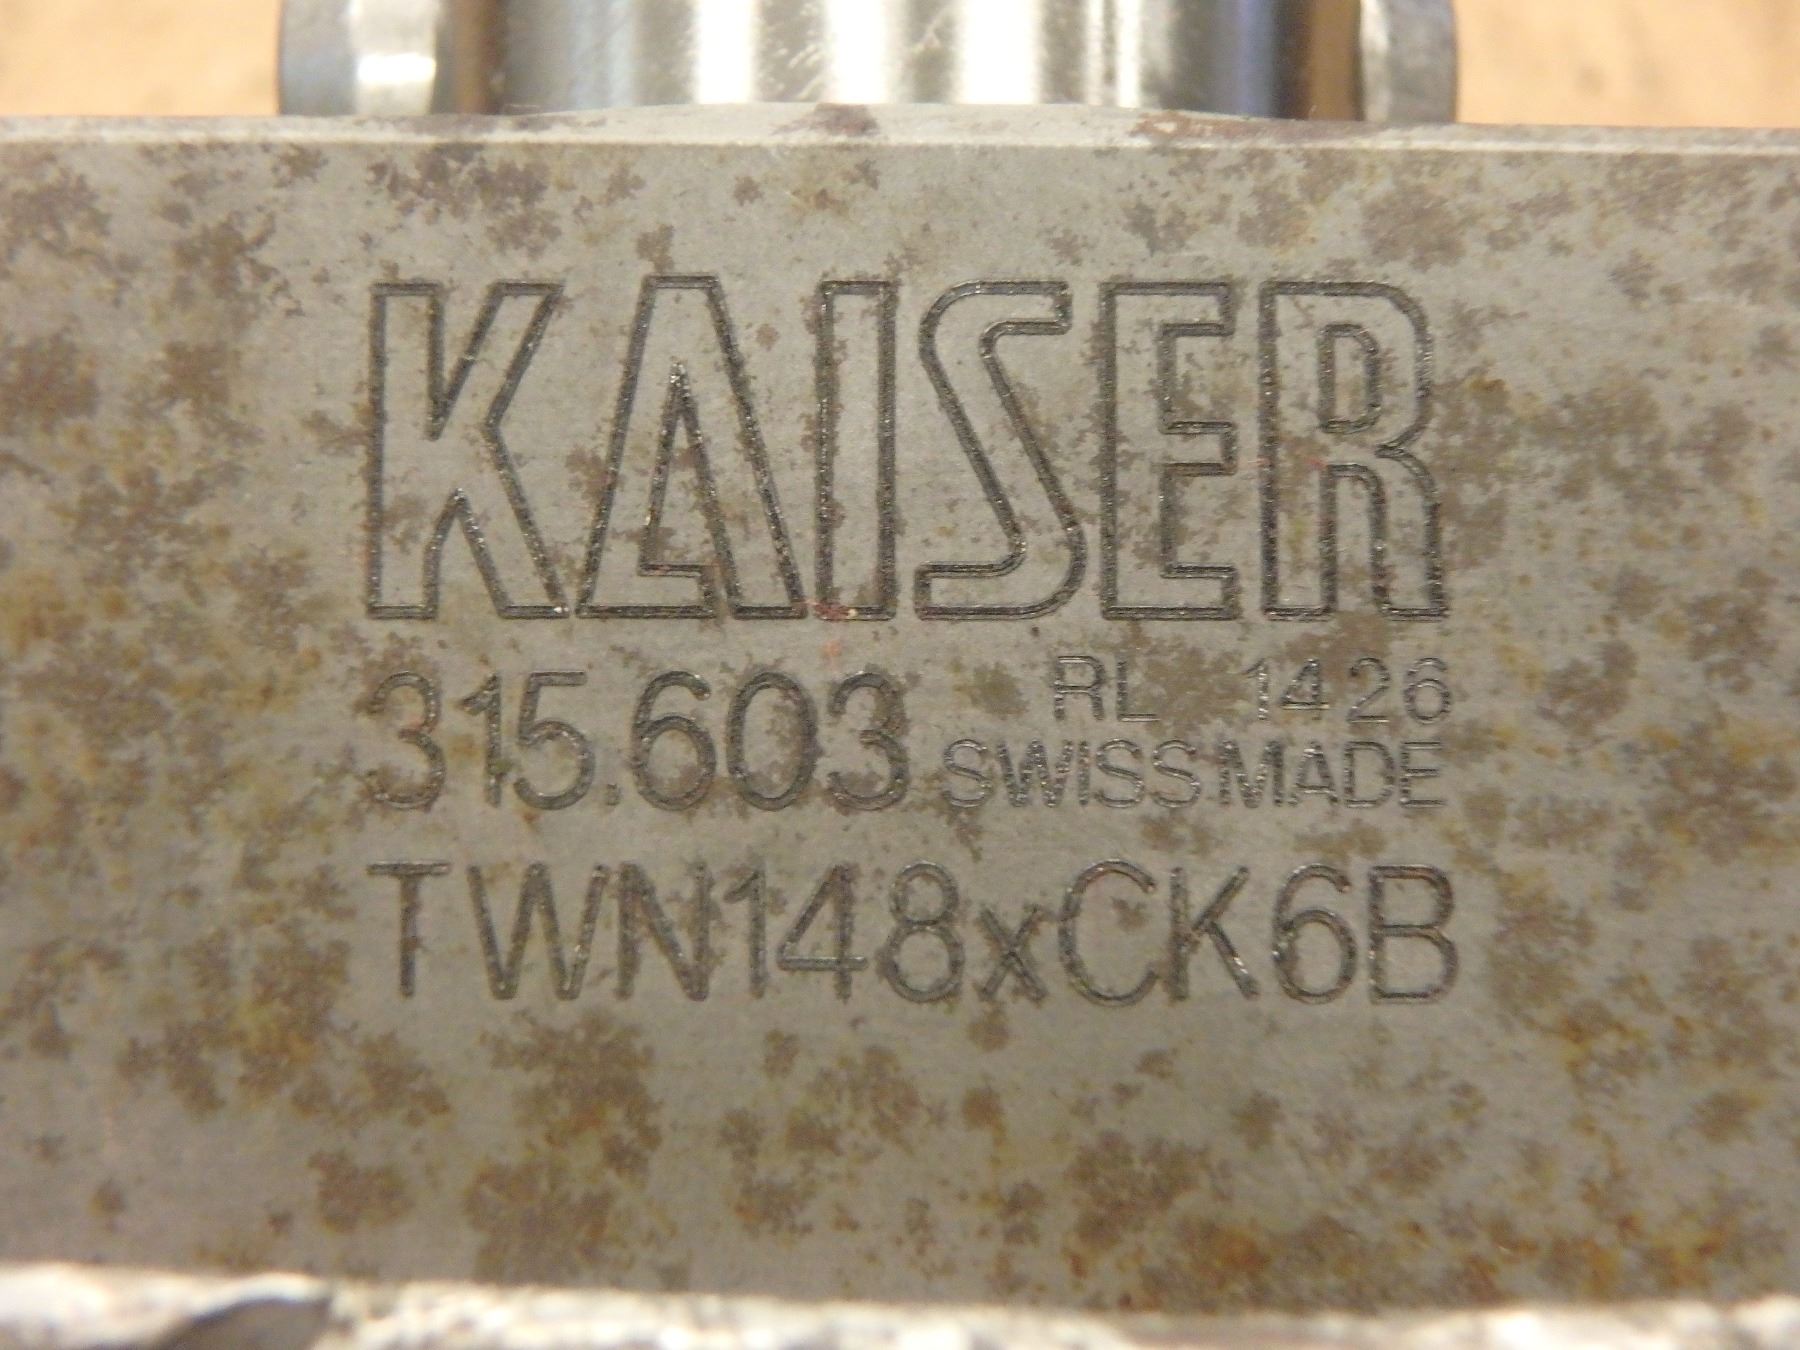 KAISER
315.603 RL 1426
SWISS MADE
TWN148xCK6B